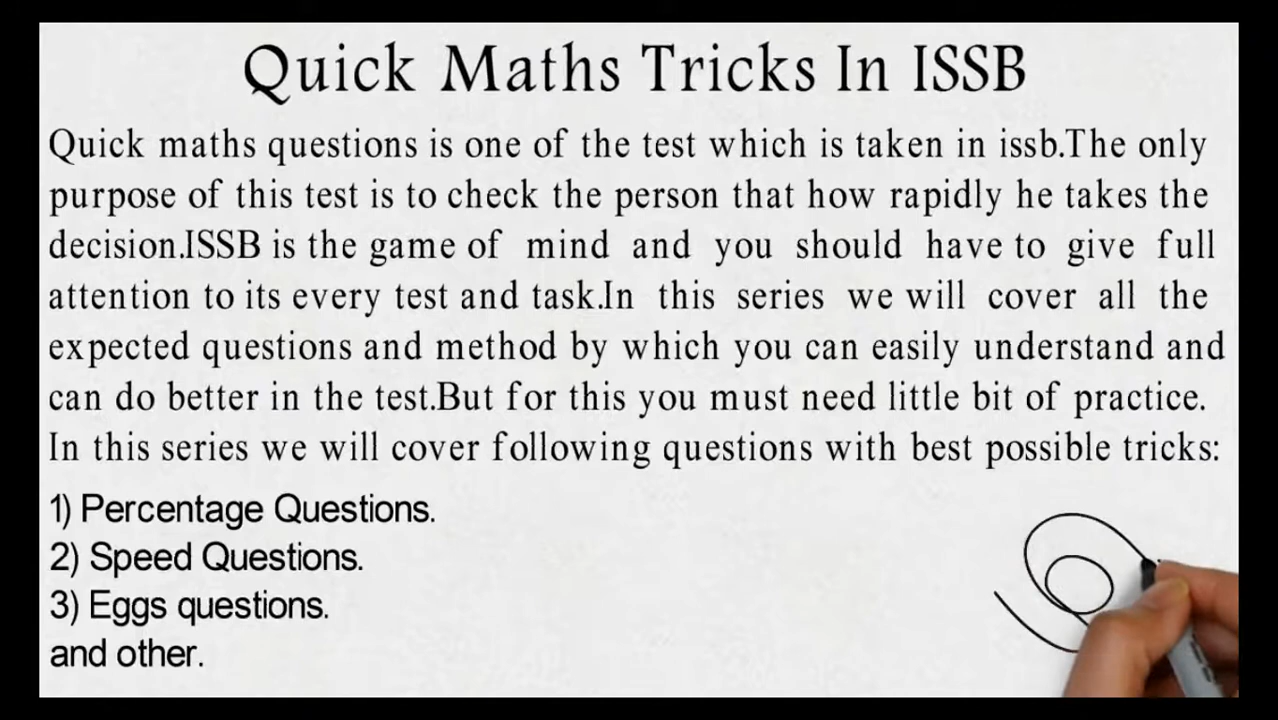 Quick Maths Tricks In ISSB
Quick maths questions is one of the test which is taken in issb.The only
purpose of this test is to check the person that how rapidly he takes the
decision.ISSB is the game of mind and you should have to give full
attention to its every test and task.In this series we will cover all the
expected questions and method by which you can easily understand and
can do better in the test.But for this you must need little bit of practice.
In this series we will cover following questions with best possible tricks:
1) Percentage Questions.
2) Speed Questions.
3) Eggs questions.
and other.